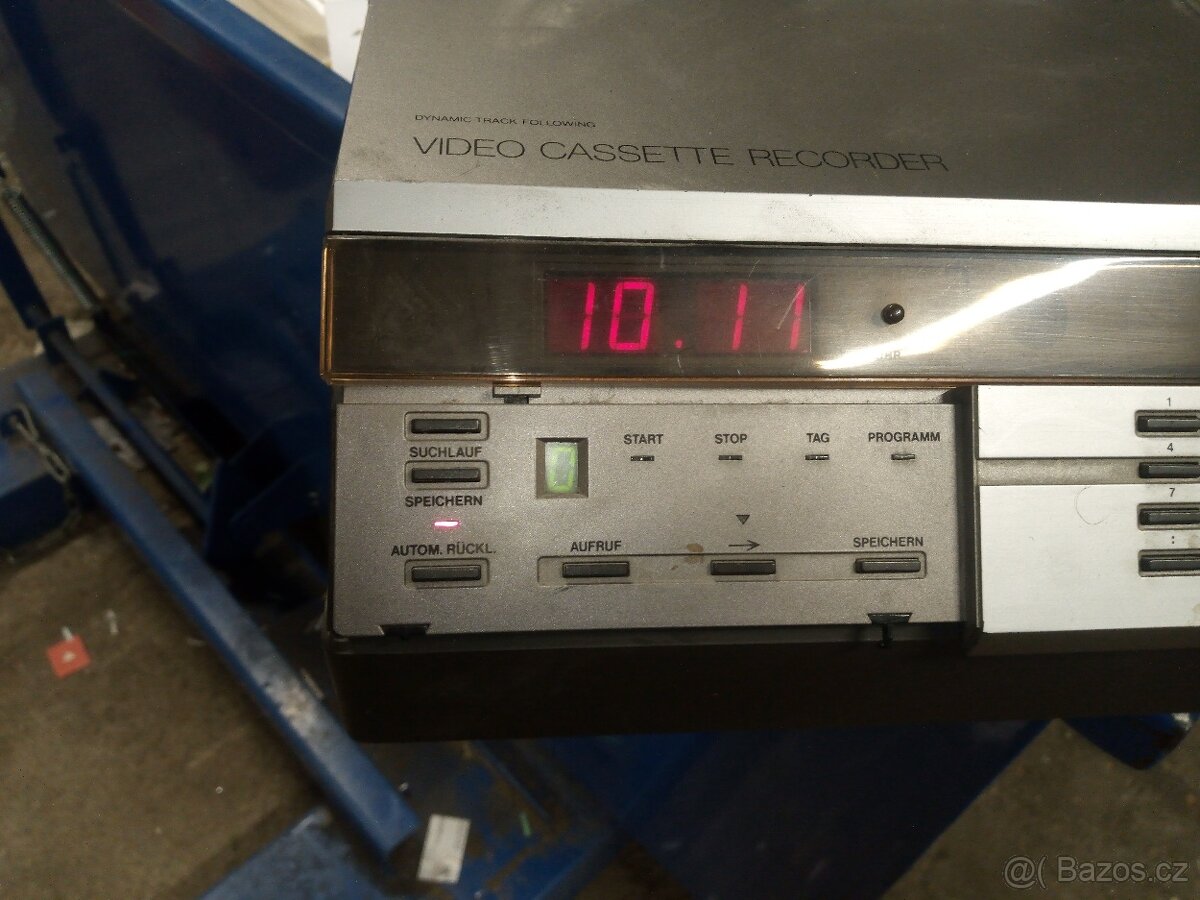 DYNAMIC TRACK FOLLOWING
VIDEO CASSETTE RECORDER
10.11
SUCHLAUF
SPEICHERN
AUTOM. RÜCKL.
0
START STOP TAG PROGRAMM
AUFRUF → SPEICHERN
1
4
7
:
@( Bazos.cz